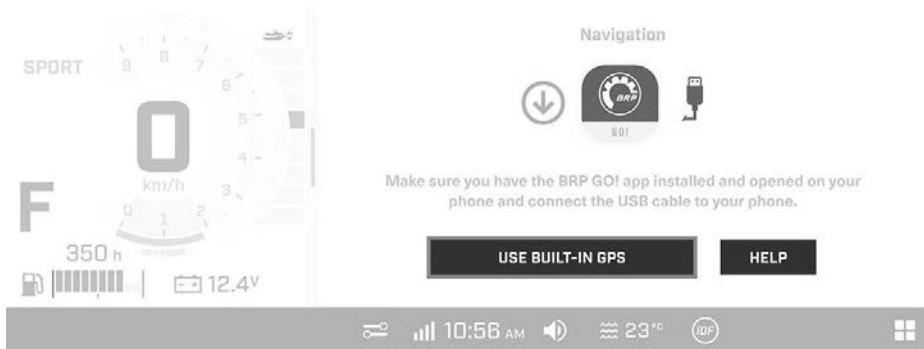 SPORT
9
8
7
6
5
4
3
0
km/h
0
1
2
F
350 h
12.4V
Navigation
BRP
GO!
Make sure you have the BRP GO! app installed and opened on your
phone and connect the USB cable to your phone.
USE BUILT-IN GPS
HELP
10:56 AM
23°C
iDF